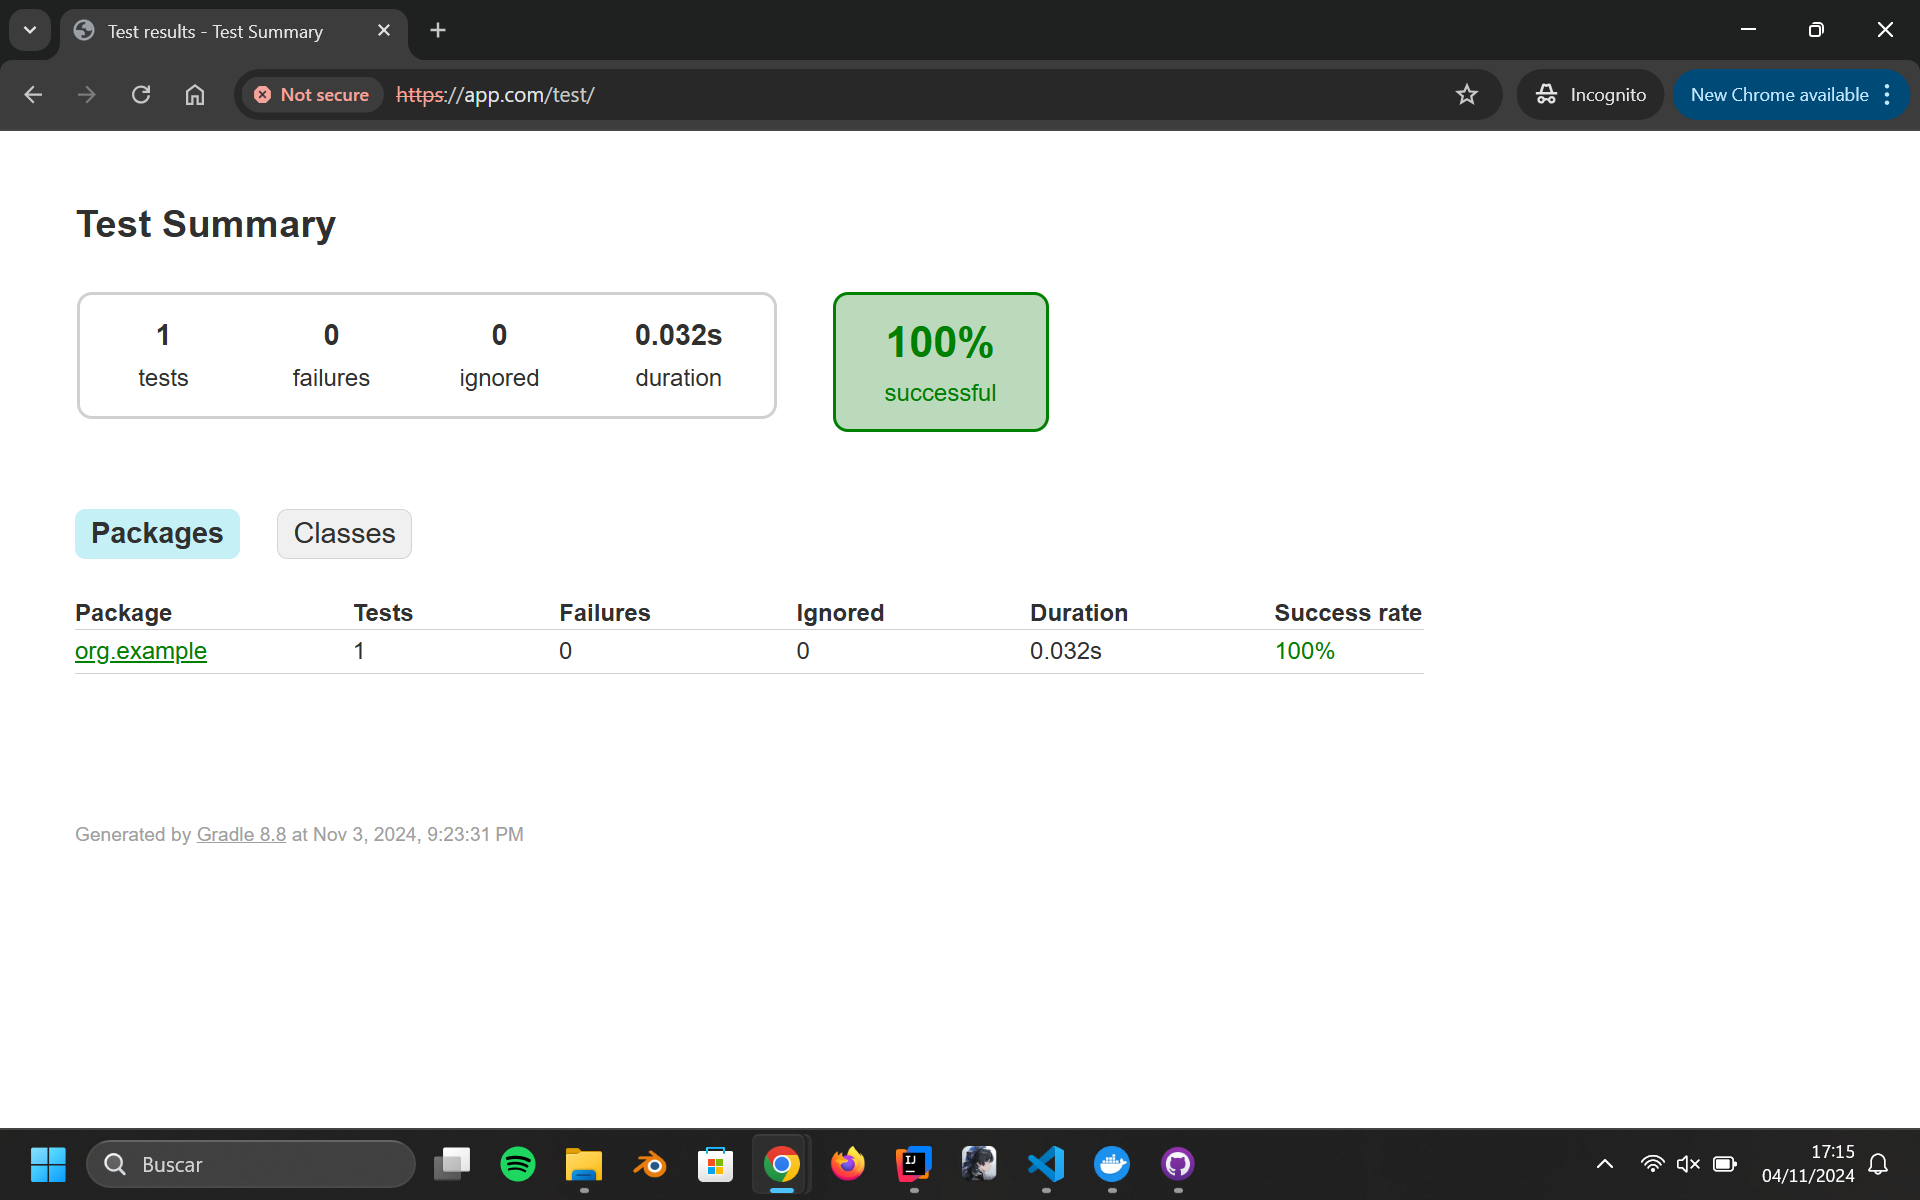 Test results - Test Summary
Not secure
https://app.com/test/
Incognito
New Chrome available
Test Summary
1 0 0 0.032s
tests failures ignored duration
100%
successful
Packages Classes
Package Tests Failures Ignored Duration Success rate
org.example 1 0 0 0.032s 100%
Generated by Gradle 8.8 at Nov 3, 2024, 9:23:31 PM
Buscar
IJ
17:15
04/11/2024